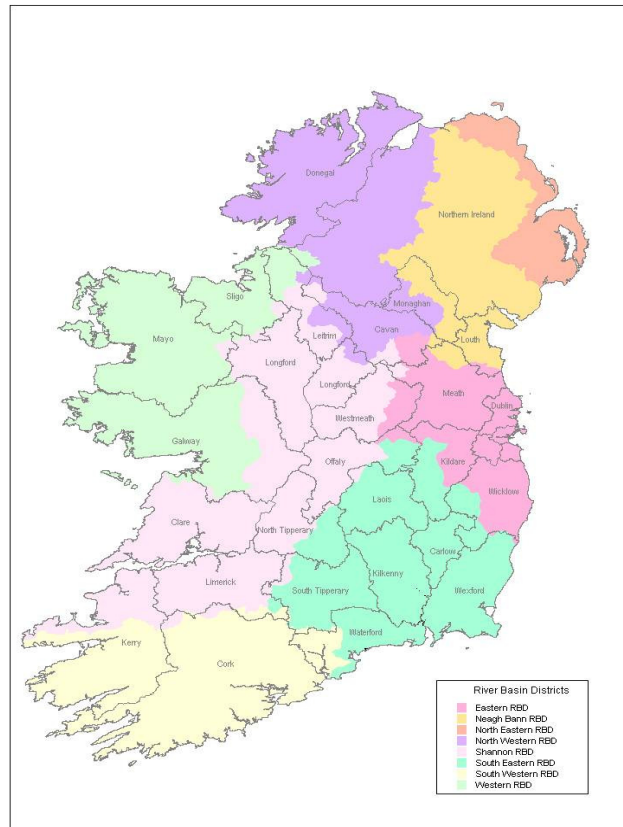 Donegal
Northern Ireland
Sligo
Monaghan
Mayo
Leitrim
Cavan
Louth
Longford
Longford
Meath
Westmeath
Dublin
Galway
Offaly
Kildare
Laois
Wicklow
Clare
North Tipperary
Carlow
Limerick
South Tipperary
Kilkenny
Wexford
Waterford
Kerry
Cork
River Basin Districts
Eastern RBD
Neagh Bann RBD
North Eastern RBD
North Western RBD
Shannon RBD
South Eastern RBD
South Western RBD
Western RBD